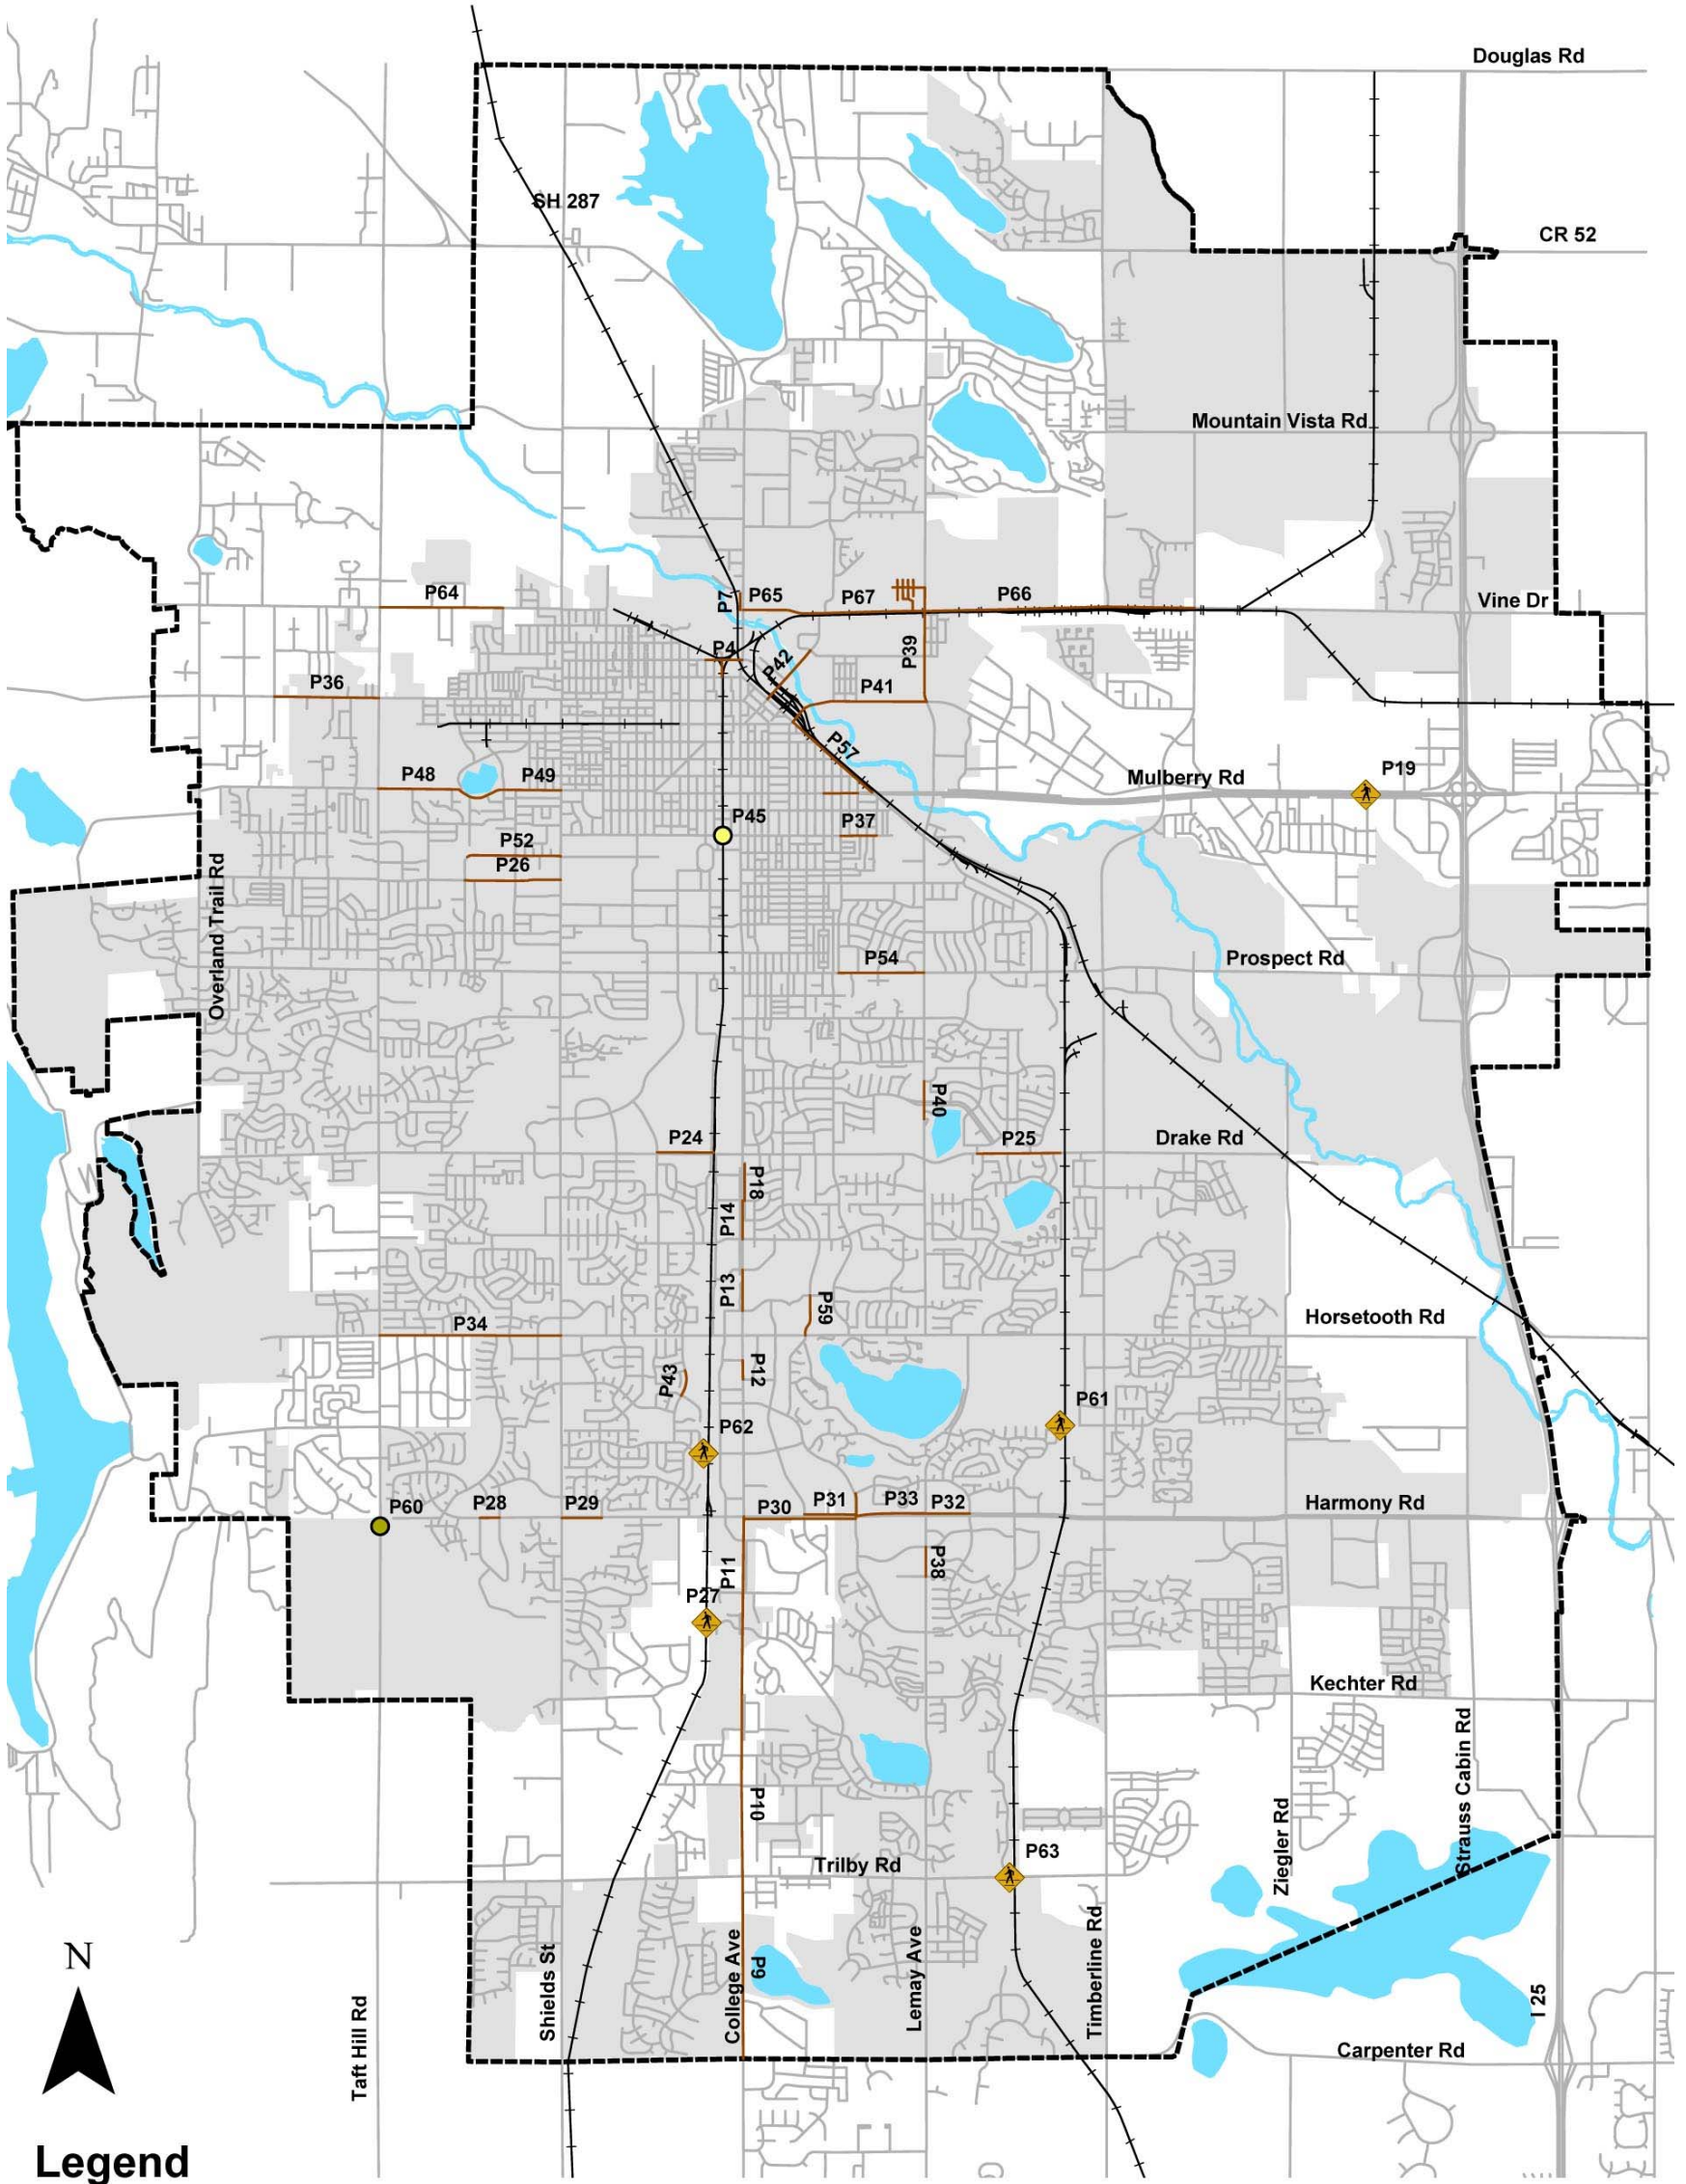 Douglas Rd
SH 287
CR 52
Mountain Vista Rd
P64
P7
P65
P67
P66
Vine Dr
P4
P42
P39
P36
P41
P57
P48
P49
Mulberry Rd
P19
P45
P37
P52
P26
Overland Trail Rd
P54
Prospect Rd
P40
P24
P25
Drake Rd
P18
P14
P13
P59
P34
Horsetooth Rd
P43
P12
P62
P61
P60
P28
P29
P30
P31
P33
P32
Harmony Rd
P11
P38
P27
Kechter Rd
P10
Strauss Cabin Rd
Ziegler Rd
Trilby Rd
P63
N
Taft Hill Rd
Shields St
College Ave
P9
Lemay Ave
Timberline Rd
I 25
Carpenter Rd
Legend